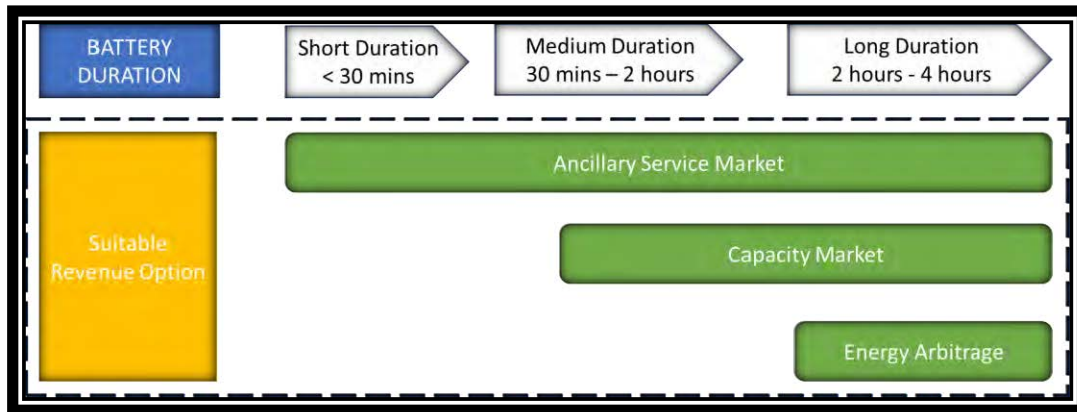 BATTERY
DURATION
Short Duration
< 30 mins
Medium Duration
30 mins – 2 hours
Long Duration
2 hours - 4 hours
Suitable
Revenue Option
Ancillary Service Market
Capacity Market
Energy Arbitrage